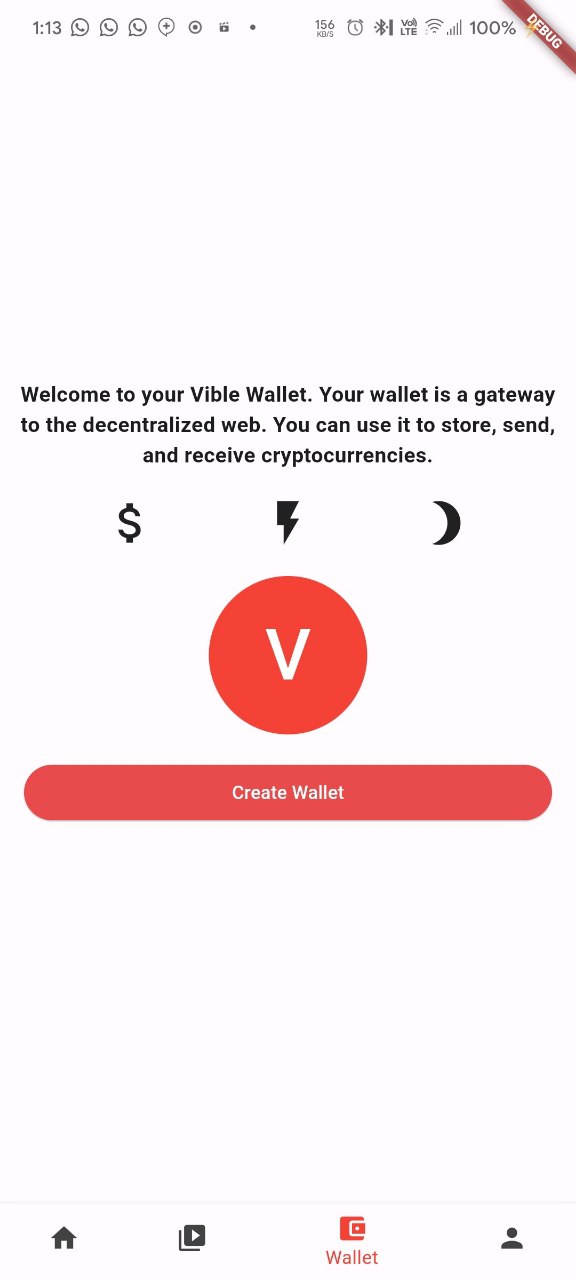 1:13 156 KB/S Vo)) LTE 100% DEBUG
Welcome to your Vible Wallet. Your wallet is a gateway
to the decentralized web. You can use it to store, send,
and receive cryptocurrencies.
$
V
Create Wallet
Wallet